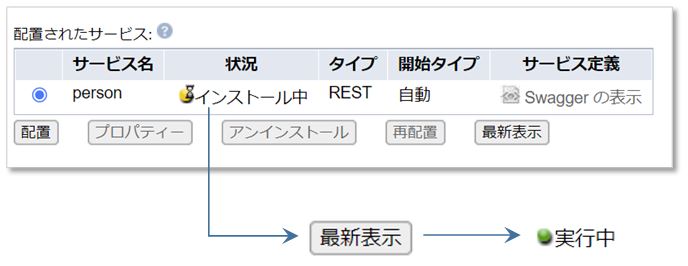 配置されたサービス: ?
サービス名 状況 タイプ 開始タイプ サービス定義
person インストール中 REST 自動 Swagger の表示
配置 プロパティー アンインストール 再配置 最新表示
最新表示 実行中